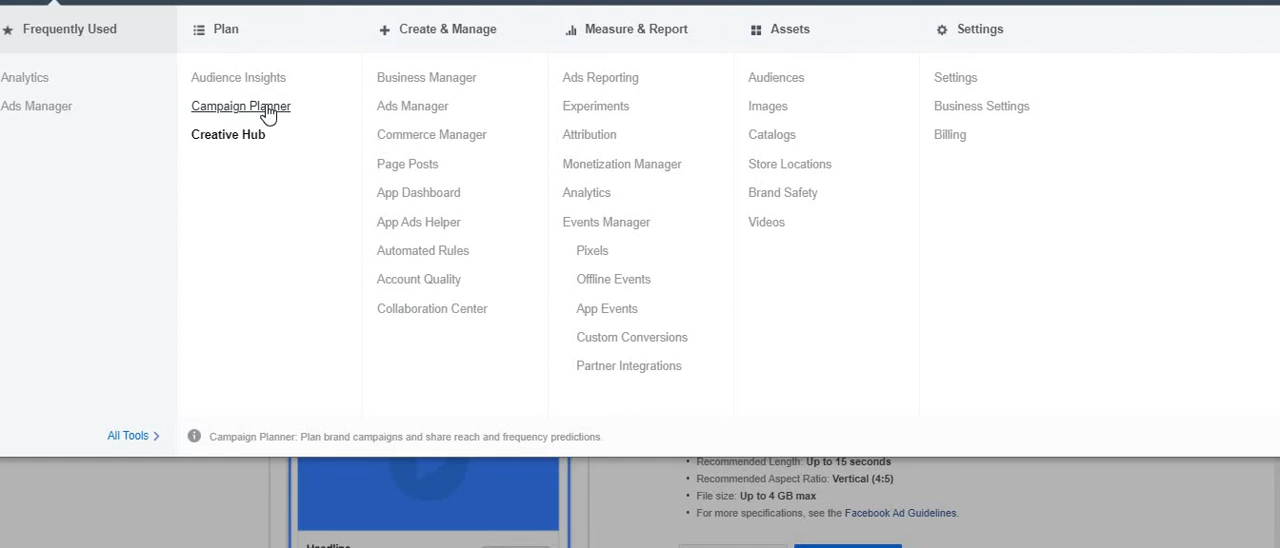 Frequently Used
Analytics
Ads Manager
All Tools
Plan
Audience Insights
Campaign Planner
Creative Hub
Create & Manage
Business Manager
Ads Manager
Commerce Manager
Page Posts
App Dashboard
App Ads Helper
Automated Rules
Account Quality
Collaboration Center
Measure & Report
Ads Reporting
Experiments
Attribution
Monetization Manager
Analytics
Events Manager
Pixels
Offline Events
App Events
Custom Conversions
Partner Integrations
Assets
Audiences
Images
Catalogs
Store Locations
Brand Safety
Videos
Settings
Settings
Business Settings
Billing
Campaign Planner: Plan brand campaigns and share reach and frequency predictions.
• Recommended Length: Up to 15 seconds
• Recommended Aspect Ratio: Vertical (4:5)
• File size: Up to 4 GB max
• For more specifications, see the Facebook Ad Guidelines.
Headline